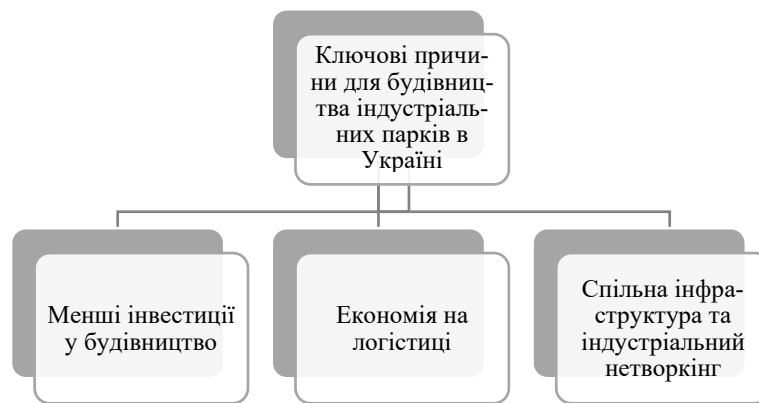 Ключові причи-
ни для будівниц-
тва індустріаль-
них парків в
Україні
Менші інвестиції
у будівництво
Економія на
логістиці
Спільна інфра-
структура та
індустріальний
нетворкінг